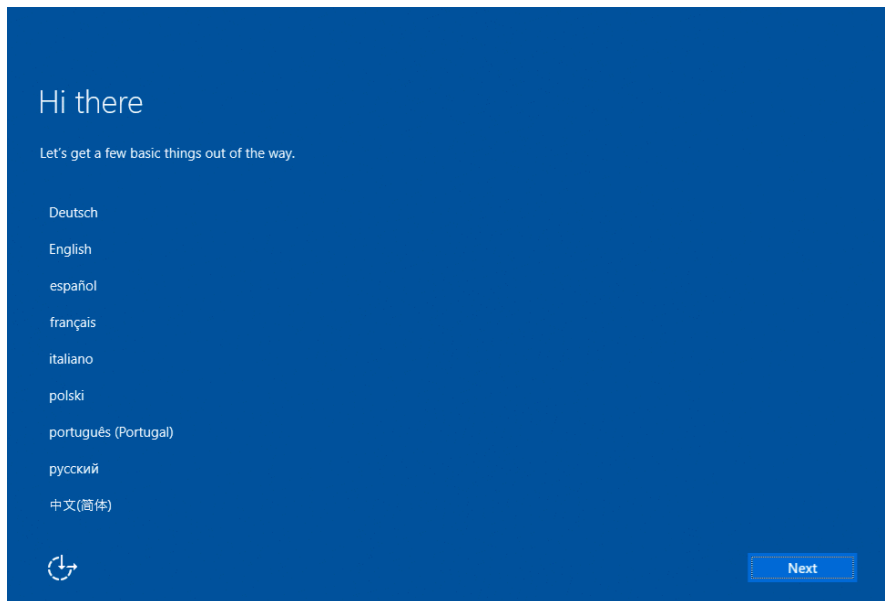 Hi there
Let's get a few basic things out of the way.
Deutsch
English
español
français
italiano
polski
português (Portugal)
русский
中文(简体)
Next